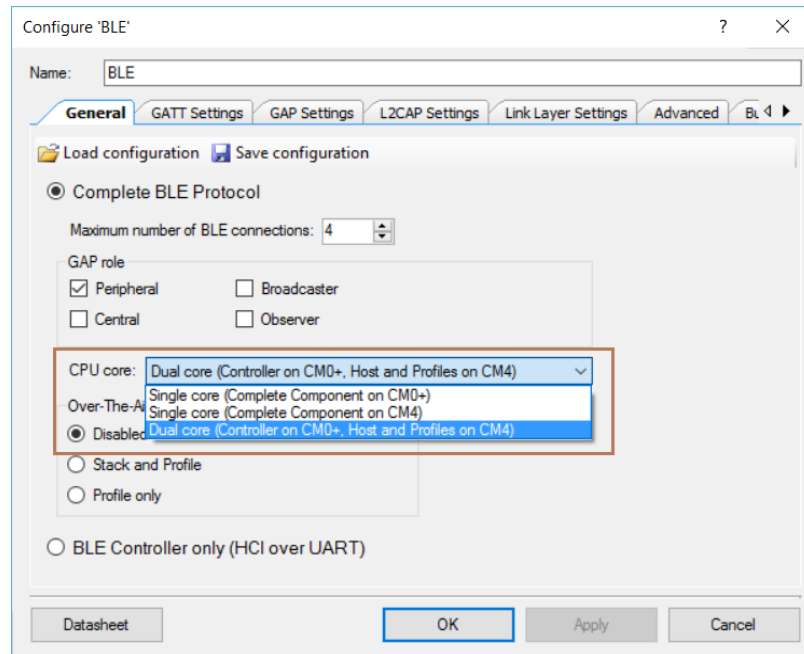 Configure 'BLE'
?
Name: BLE
General GATT Settings GAP Settings L2CAP Settings Link Layer Settings Advanced
Load configuration Save configuration
Complete BLE Protocol
Maximum number of BLE connections: 4
GAP role
Peripheral Broadcaster
Central Observer
CPU core: Dual core (Controller on CM0+, Host and Profiles on CM4)
Single core (Complete Component on CM0+)
Over-The-Ai
Single core (Complete Component on CM4)
Disabled Dual core (Controller on CM0+, Host and Profiles on CM4)
Stack and Profile
Profile only
BLE Controller only (HCI over UART)
Datasheet OK Apply Cancel